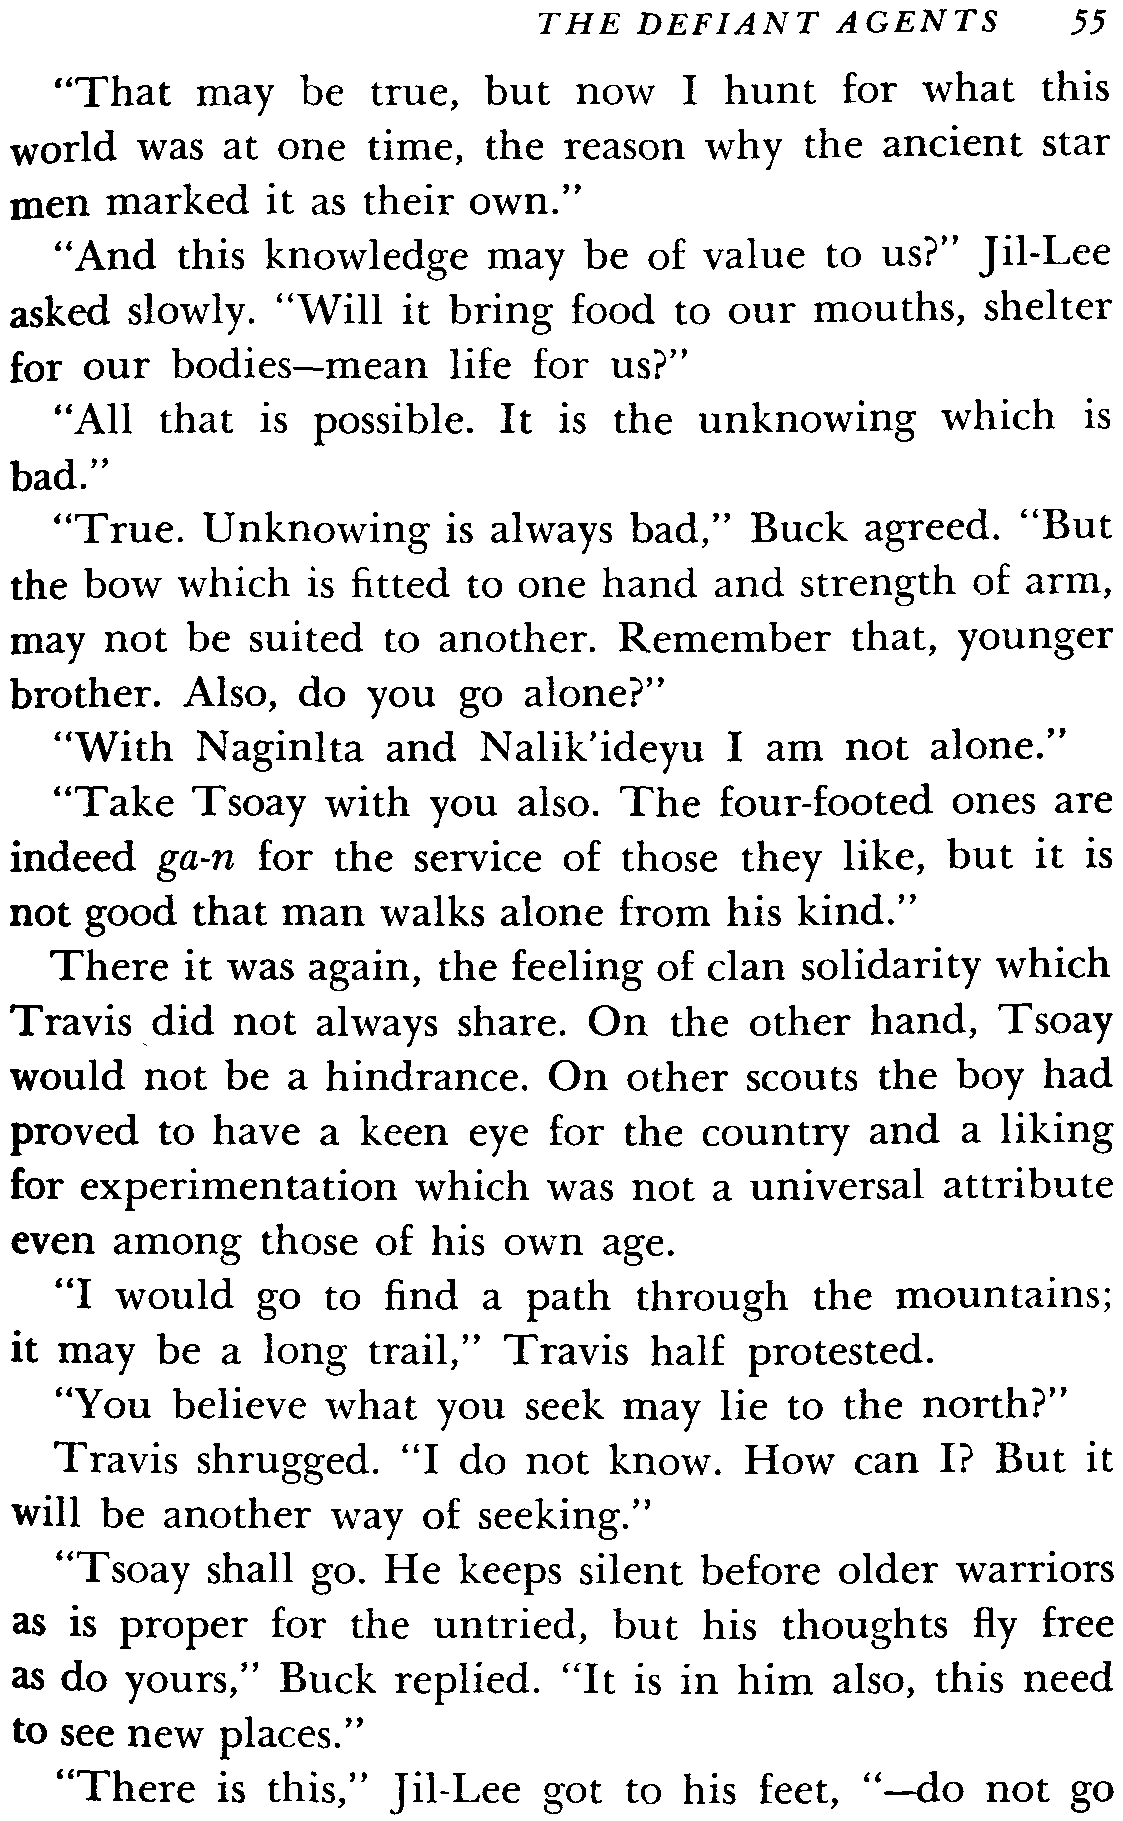 THE DEFIANT AGENTS 55
“That may be true, but now I hunt for what this
world was at one time, the reason why the ancient star
men marked it as their own.”
“And this knowledge may be of value to us?” Jil-Lee
asked slowly. “Will it bring food to our mouths, shelter
for our bodies—mean life for us?”
“All that is possible. It is the unknowing which is
bad.”
“True. Unknowing is always bad,” Buck agreed. “But
the bow which is fitted to one hand and strength of arm,
may not be suited to another. Remember that, younger
brother. Also, do you go alone?”
“With Naginlta and Nalik’ideyu I am not alone.”
“Take Tsoay with you also. The four-footed ones are
indeed ga-n for the service of those they like, but it is
not good that man walks alone from his kind.”
There it was again, the feeling of clan solidarity which
Travis did not always share. On the other hand, Tsoay
would not be a hindrance. On other scouts the boy had
proved to have a keen eye for the country and a liking
for experimentation which was not a universal attribute
even among those of his own age.
“I would go to find a path through the mountains;
it may be a long trail,” Travis half protested.
“You believe what you seek may lie to the north?”
Travis shrugged. “I do not know. How can I? But it
will be another way of seeking.”
“Tsoay shall go. He keeps silent before older warriors
as is proper for the untried, but his thoughts fly free
as do yours,” Buck replied. “It is in him also, this need
to see new places.”
“There is this,” Jil-Lee got to his feet, “—do not go